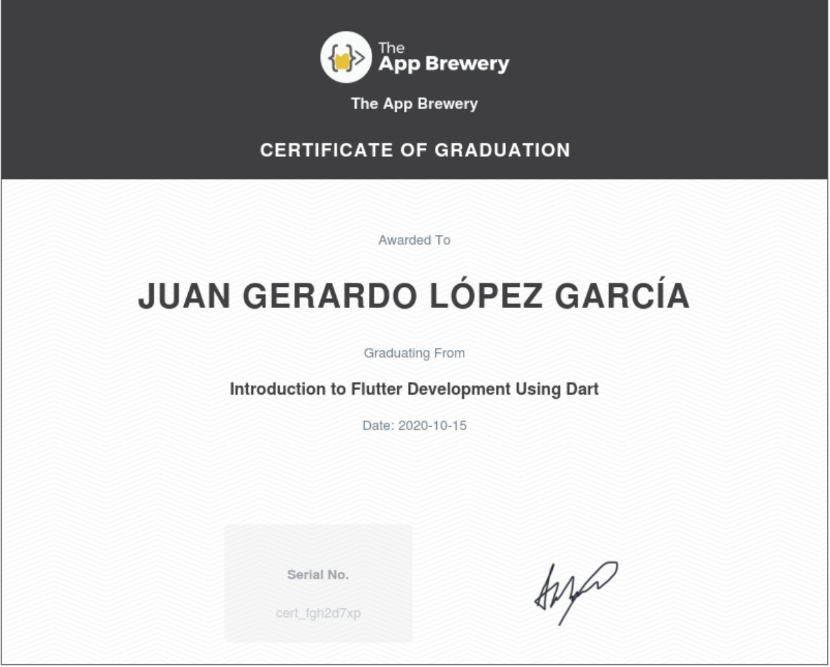 The
App Brewery
The App Brewery
CERTIFICATE OF GRADUATION
Awarded To
JUAN GERARDO LÓPEZ GARCÍA
Graduating From
Introduction to Flutter Development Using Dart
Date: 2020-10-15
Serial No.
cert_fgh2d7xp